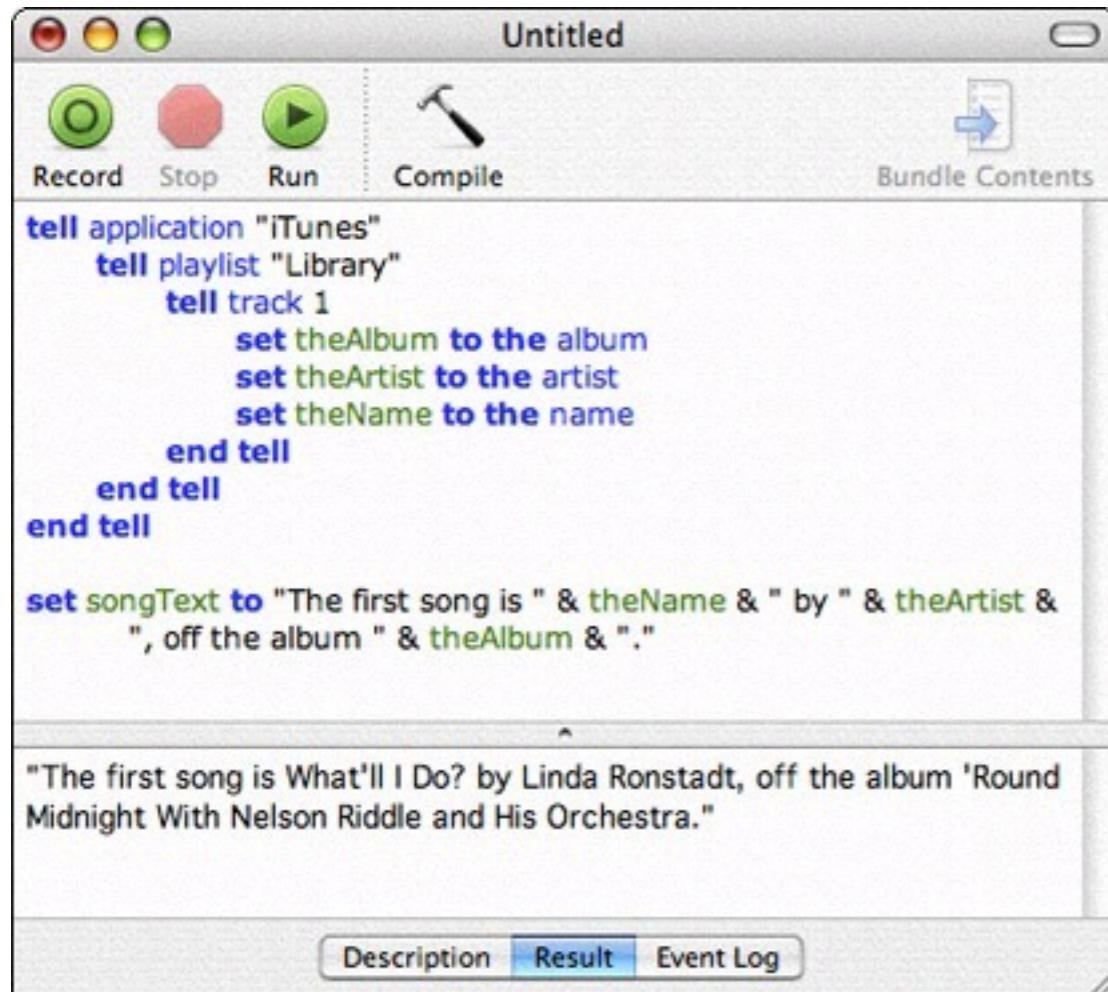 Untitled
Record Stop Run Compile Bundle Contents
tell application "iTunes"
tell playlist "Library"
tell track 1
set theAlbum to the album
set theArtist to the artist
set theName to the name
end tell
end tell
end tell
set songText to "The first song is " & theName & " by " & theArtist &
", off the album " & theAlbum & "."
"The first song is What'll I Do? by Linda Ronstadt, off the album 'Round
Midnight With Nelson Riddle and His Orchestra."
Description Result Event Log